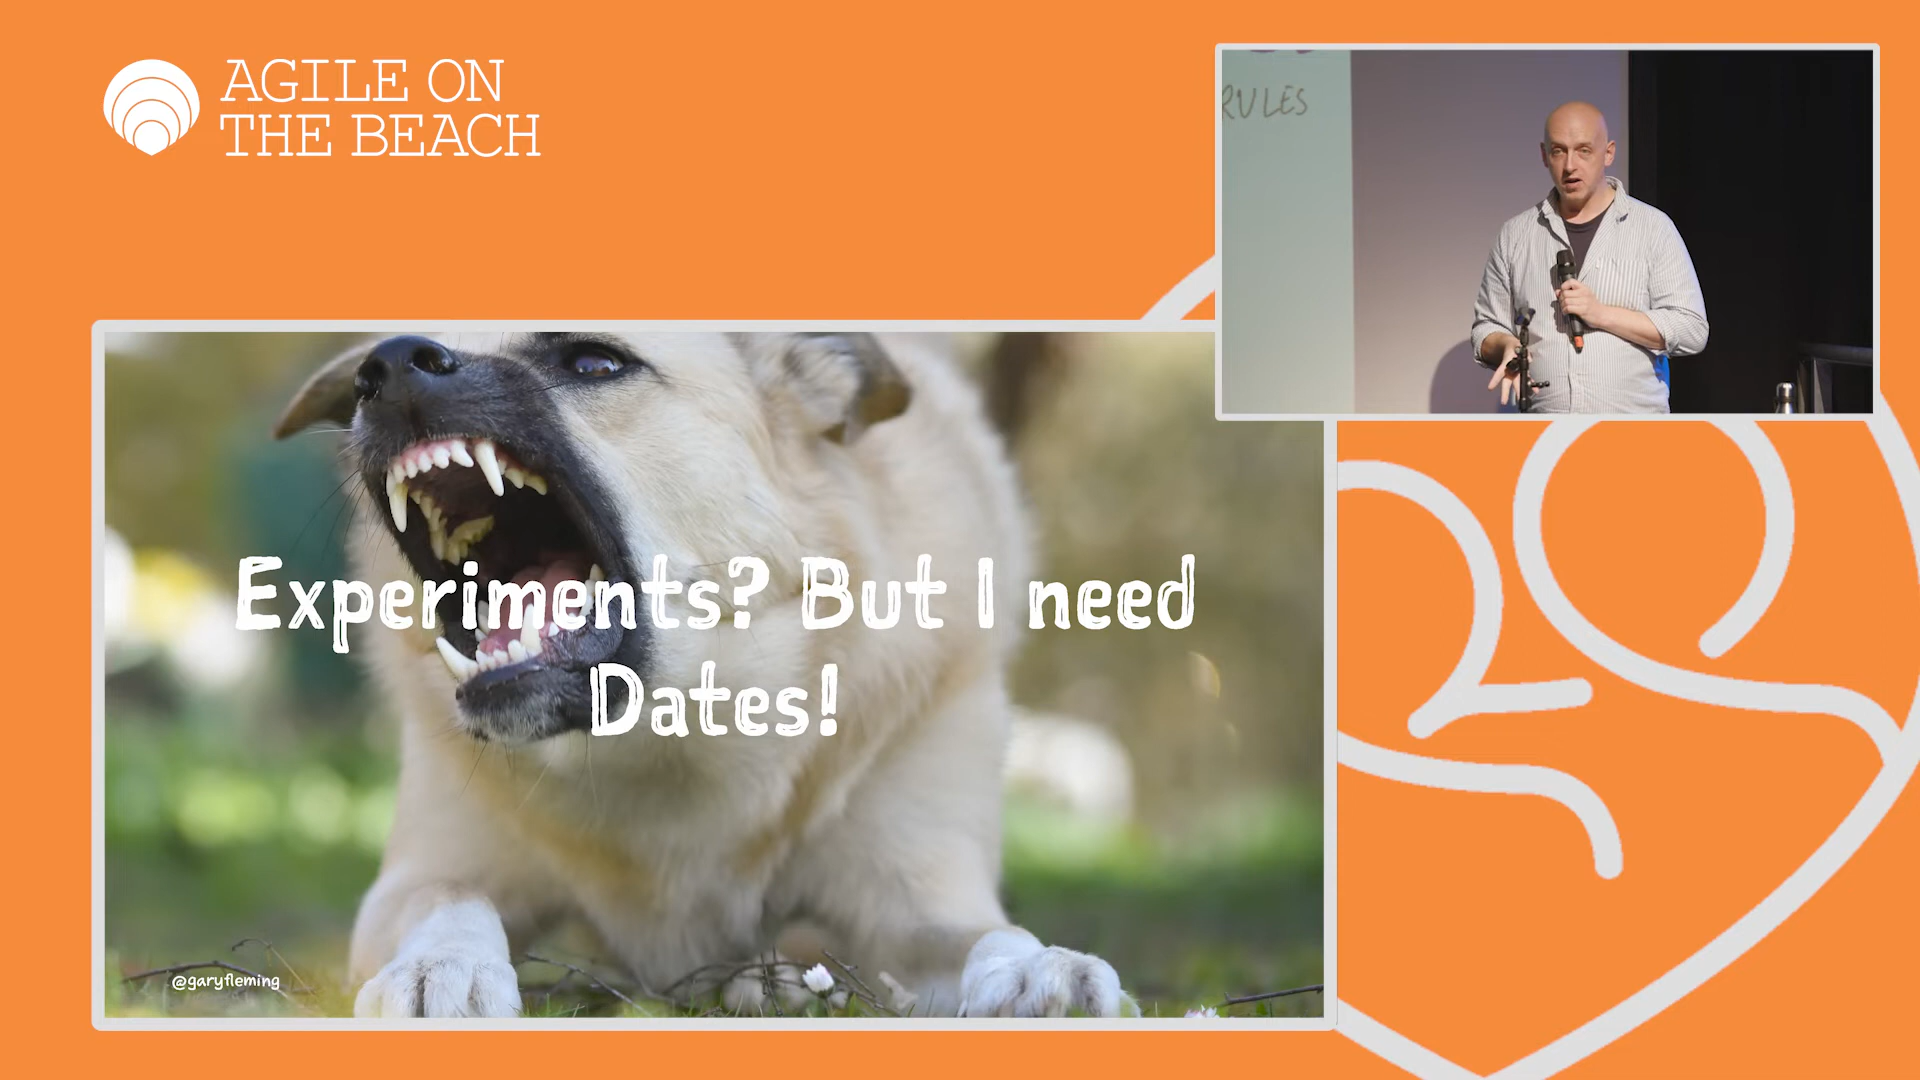 AGILE ON
THE BEACH
RULES
Experiments? But I need
Dates!
@garyfleming